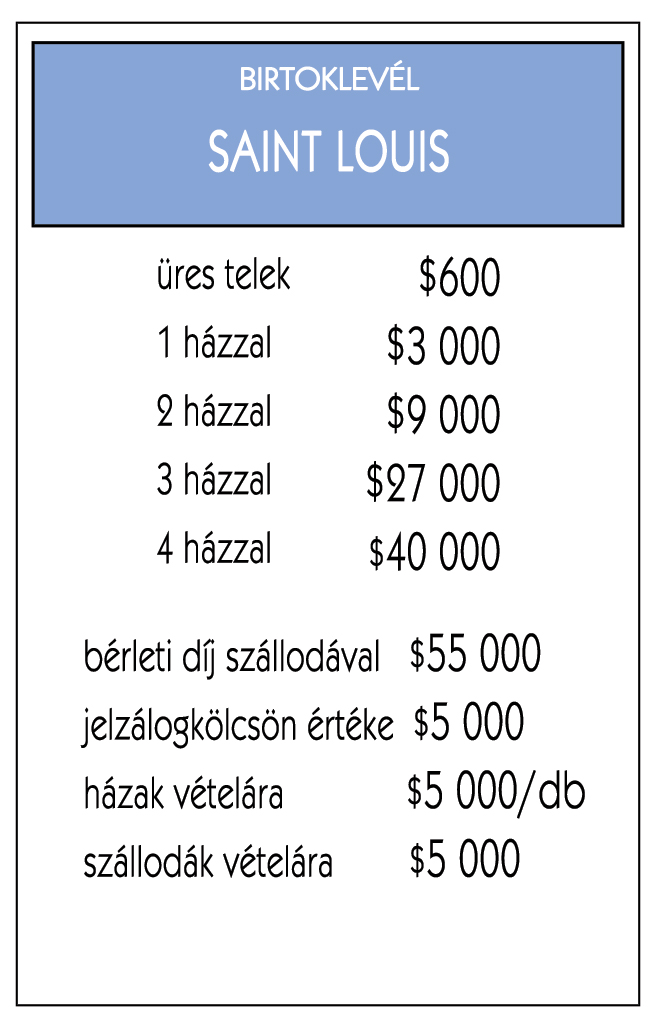 BIRTOKLEVÉL
SAINT LOUIS
üres telek $600
1 házzal $3 000
2 házzal $9 000
3 házzal $27 000
4 házzal $40 000
bérleti díj szállodával $55 000
jelzálogkölcsön értéke $5 000
házak vételára $5 000/db
szállodák vételára $5 000